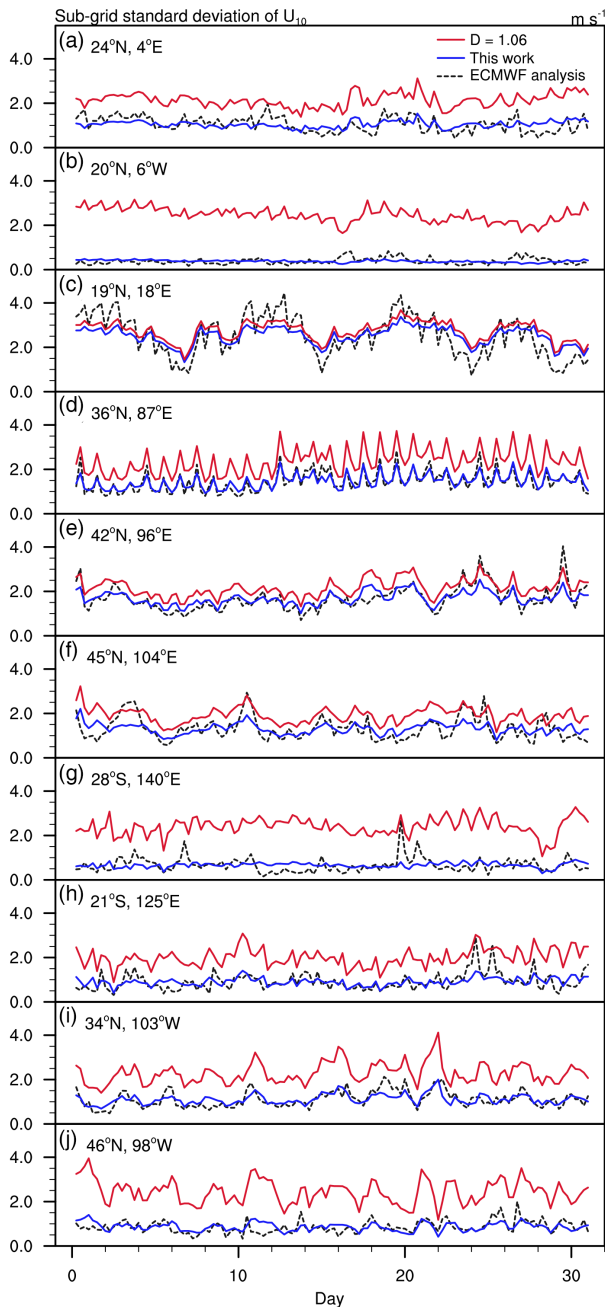 Sub-grid standard deviation of U₁₀ m s⁻¹
(a) 24°N, 4°E
D = 1.06
This work
ECMWF analysis
4.0
2.0
0.0
(b) 20°N, 6°W
4.0
2.0
0.0
(c) 19°N, 18°E
4.0
2.0
0.0
(d) 36°N, 87°E
4.0
2.0
0.0
(e) 42°N, 96°E
4.0
2.0
0.0
(f) 45°N, 104°E
4.0
2.0
0.0
(g) 28°S, 140°E
4.0
2.0
0.0
(h) 21°S, 125°E
4.0
2.0
0.0
(i) 34°N, 103°W
4.0
2.0
0.0
(j) 46°N, 98°W
4.0
2.0
0.0
0 10 20 30
Day